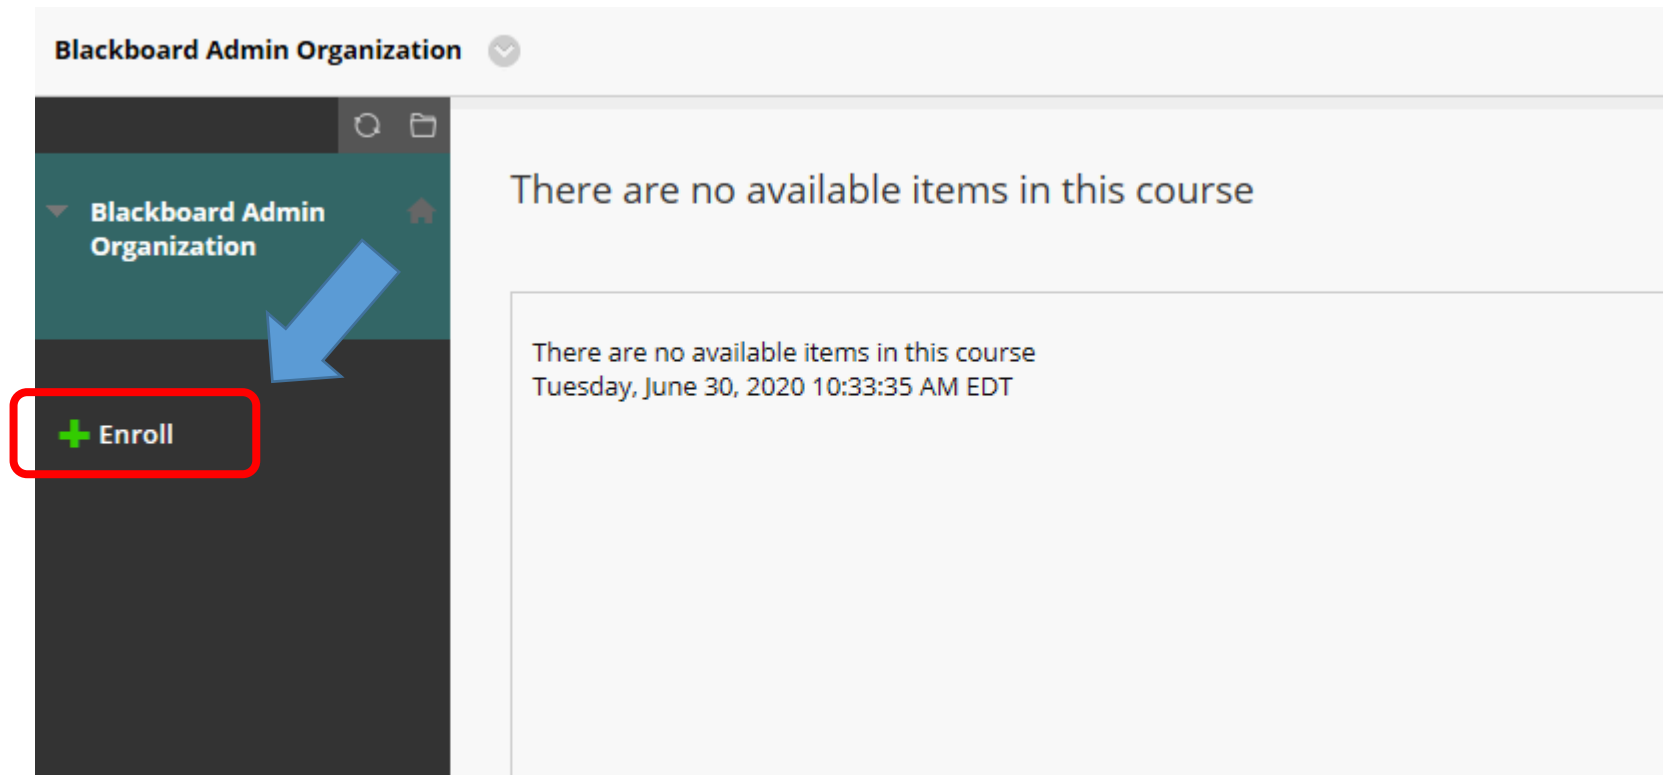 Blackboard Admin Organization
Blackboard Admin
Organization
Enroll
There are no available items in this course
There are no available items in this course
Tuesday, June 30, 2020 10:33:35 AM EDT